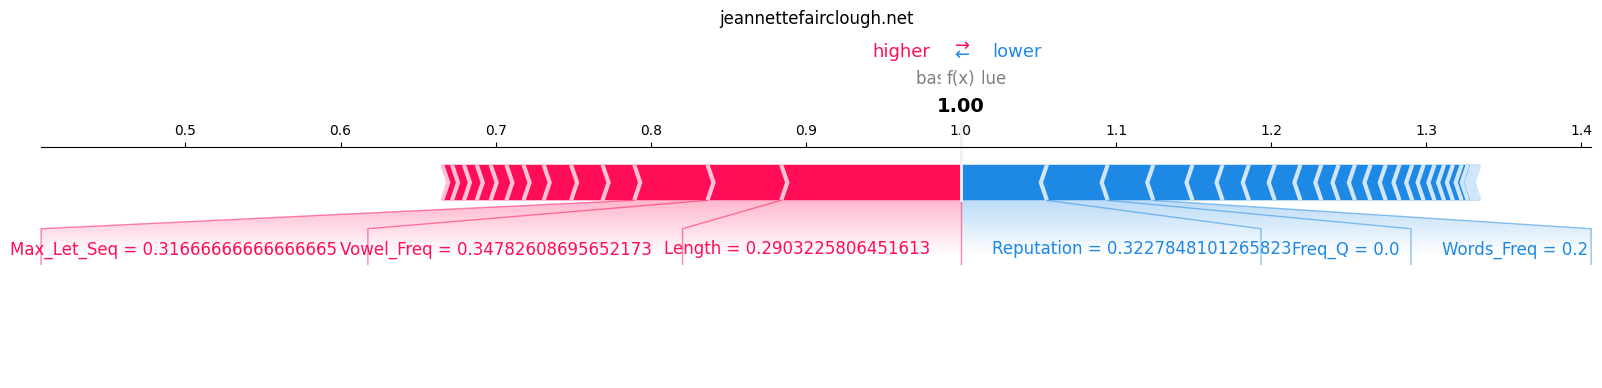 jeannettefairclough.net
higher → ← lower
bas f(x) lue
1.00
0.5 0.6 0.7 0.8 0.9 1.0 1.1 1.2 1.3 1.4
Max_Let_Seq = 0.31666666666666665 Vowel_Freq = 0.34782608695652173 Length = 0.2903225806451613 Reputation = 0.3227848101265823 Freq_Q = 0.0 Words_Freq = 0.2